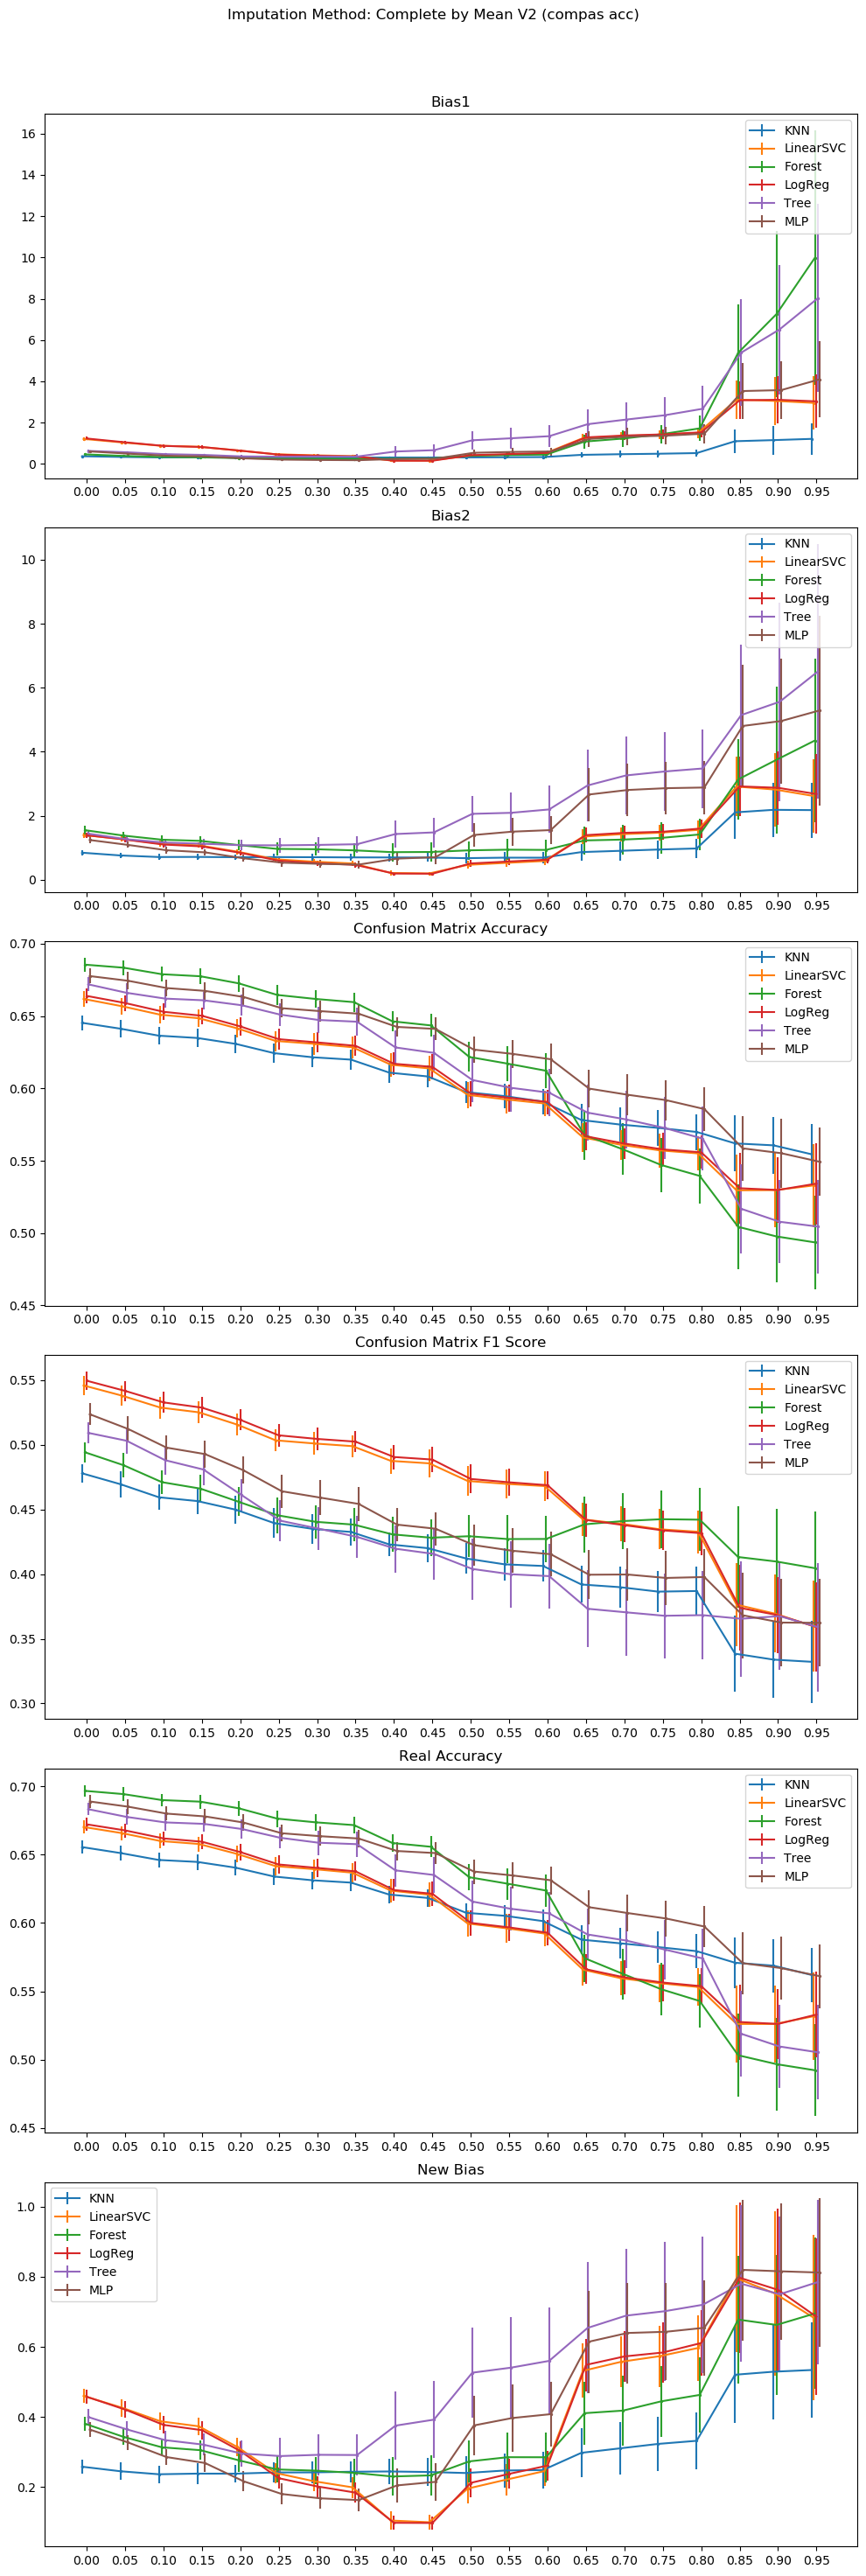 Imputation Method: Complete by Mean V2 (compas acc)
Bias1
16
14
12
10
8
6
4
2
0
KNN
LinearSVC
Forest
LogReg
Tree
MLP
0.00 0.05 0.10 0.15 0.20 0.25 0.30 0.35 0.40 0.45 0.50 0.55 0.60 0.65 0.70 0.75 0.80 0.85 0.90 0.95
Bias2
10
8
6
4
2
0
KNN
LinearSVC
Forest
LogReg
Tree
MLP
0.00 0.05 0.10 0.15 0.20 0.25 0.30 0.35 0.40 0.45 0.50 0.55 0.60 0.65 0.70 0.75 0.80 0.85 0.90 0.95
Confusion Matrix Accuracy
0.70
0.65
0.60
0.55
0.50
0.45
KNN
LinearSVC
Forest
LogReg
Tree
MLP
0.00 0.05 0.10 0.15 0.20 0.25 0.30 0.35 0.40 0.45 0.50 0.55 0.60 0.65 0.70 0.75 0.80 0.85 0.90 0.95
Confusion Matrix F1 Score
0.55
0.50
0.45
0.40
0.35
0.30
KNN
LinearSVC
Forest
LogReg
Tree
MLP
0.00 0.05 0.10 0.15 0.20 0.25 0.30 0.35 0.40 0.45 0.50 0.55 0.60 0.65 0.70 0.75 0.80 0.85 0.90 0.95
Real Accuracy
0.70
0.65
0.60
0.55
0.50
0.45
KNN
LinearSVC
Forest
LogReg
Tree
MLP
0.00 0.05 0.10 0.15 0.20 0.25 0.30 0.35 0.40 0.45 0.50 0.55 0.60 0.65 0.70 0.75 0.80 0.85 0.90 0.95
New Bias
1.0
0.8
0.6
0.4
0.2
KNN
LinearSVC
Forest
LogReg
Tree
MLP
0.00 0.05 0.10 0.15 0.20 0.25 0.30 0.35 0.40 0.45 0.50 0.55 0.60 0.65 0.70 0.75 0.80 0.85 0.90 0.95